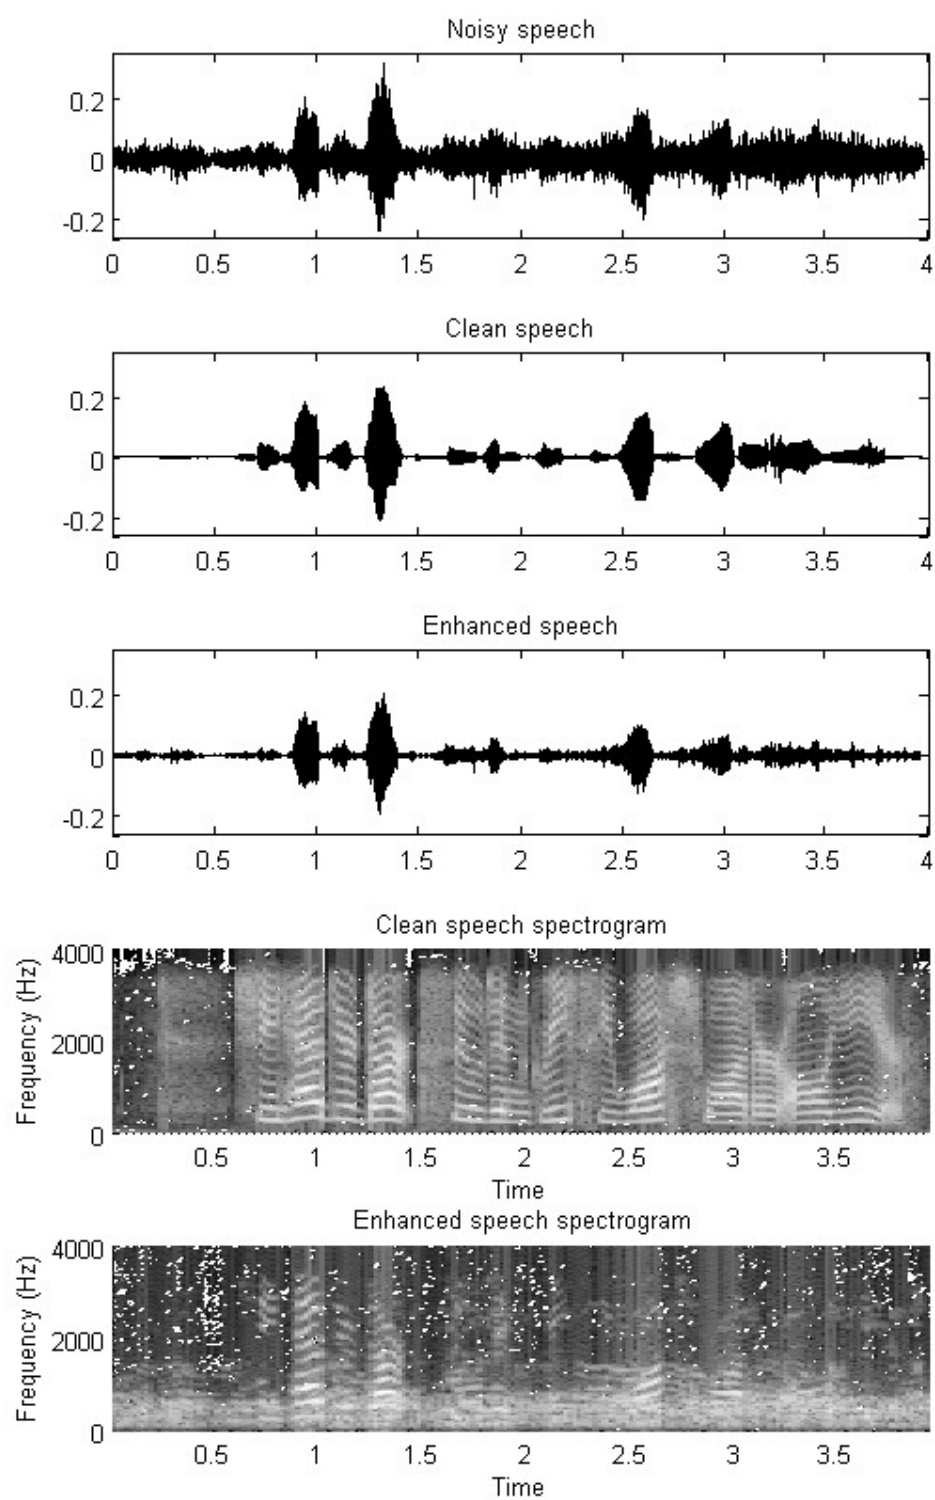 Noisy speech
0.2
0
-0.2
0 0.5 1 1.5 2 2.5 3 3.5 4
Clean speech
0.2
0
-0.2
0 0.5 1 1.5 2 2.5 3 3.5 4
Enhanced speech
0.2
0
-0.2
0 0.5 1 1.5 2 2.5 3 3.5 4
Clean speech spectrogram
Frequency (Hz)
4000
2000
0
0.5 1 1.5 2 2.5 3 3.5
Time
Enhanced speech spectrogram
Frequency (Hz)
4000
2000
0
0.5 1 1.5 2 2.5 3 3.5
Time